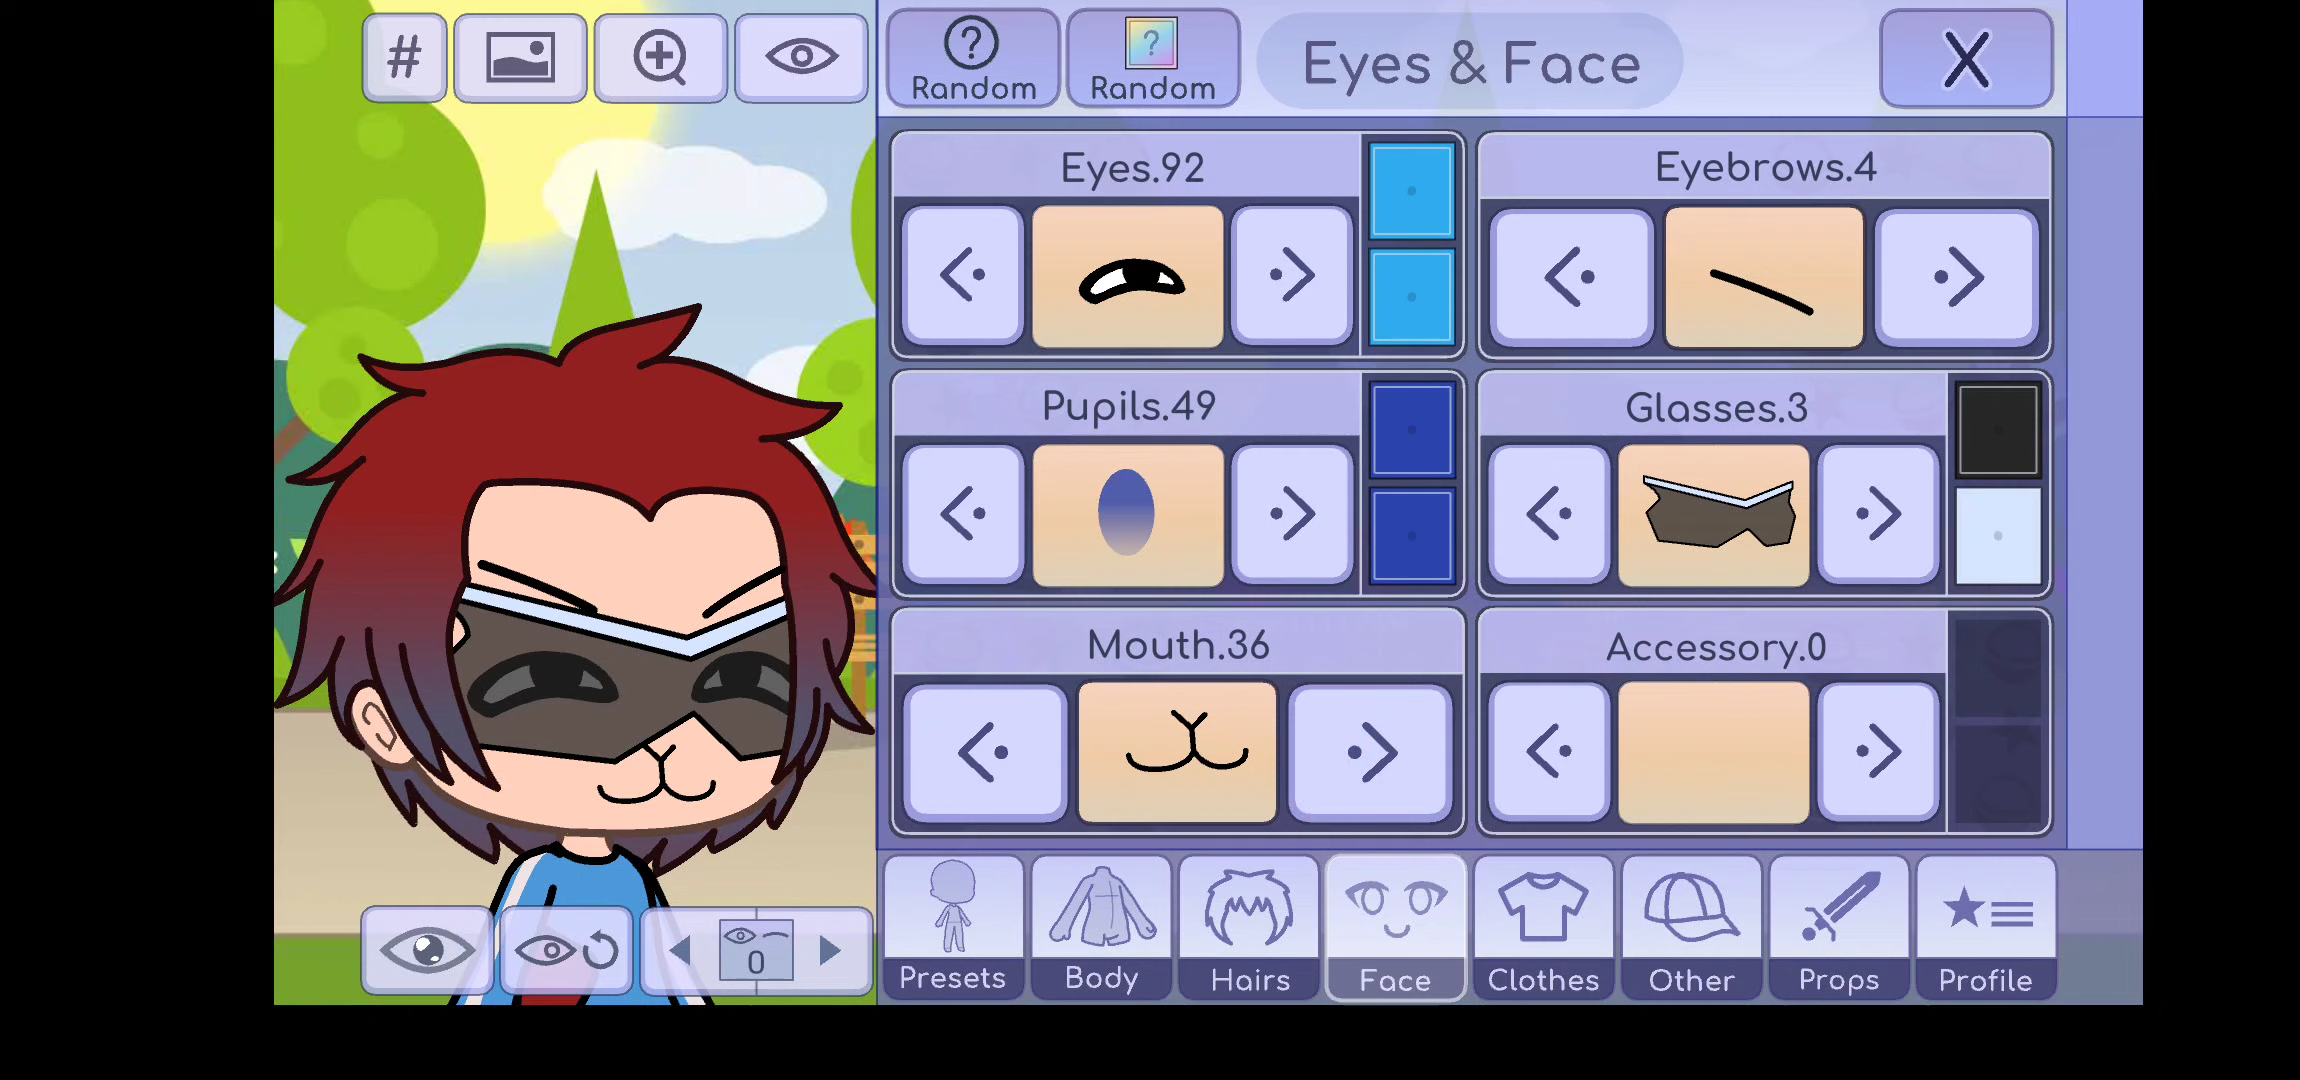 #
?
Random
?
Random
Eyes & Face
X
Eyes.92
Eyebrows.4
Pupils.49
Glasses.3
Mouth.36
Accessory.0
0
Presets
Body
Hairs
Face
Clothes
Other
Props
Profile